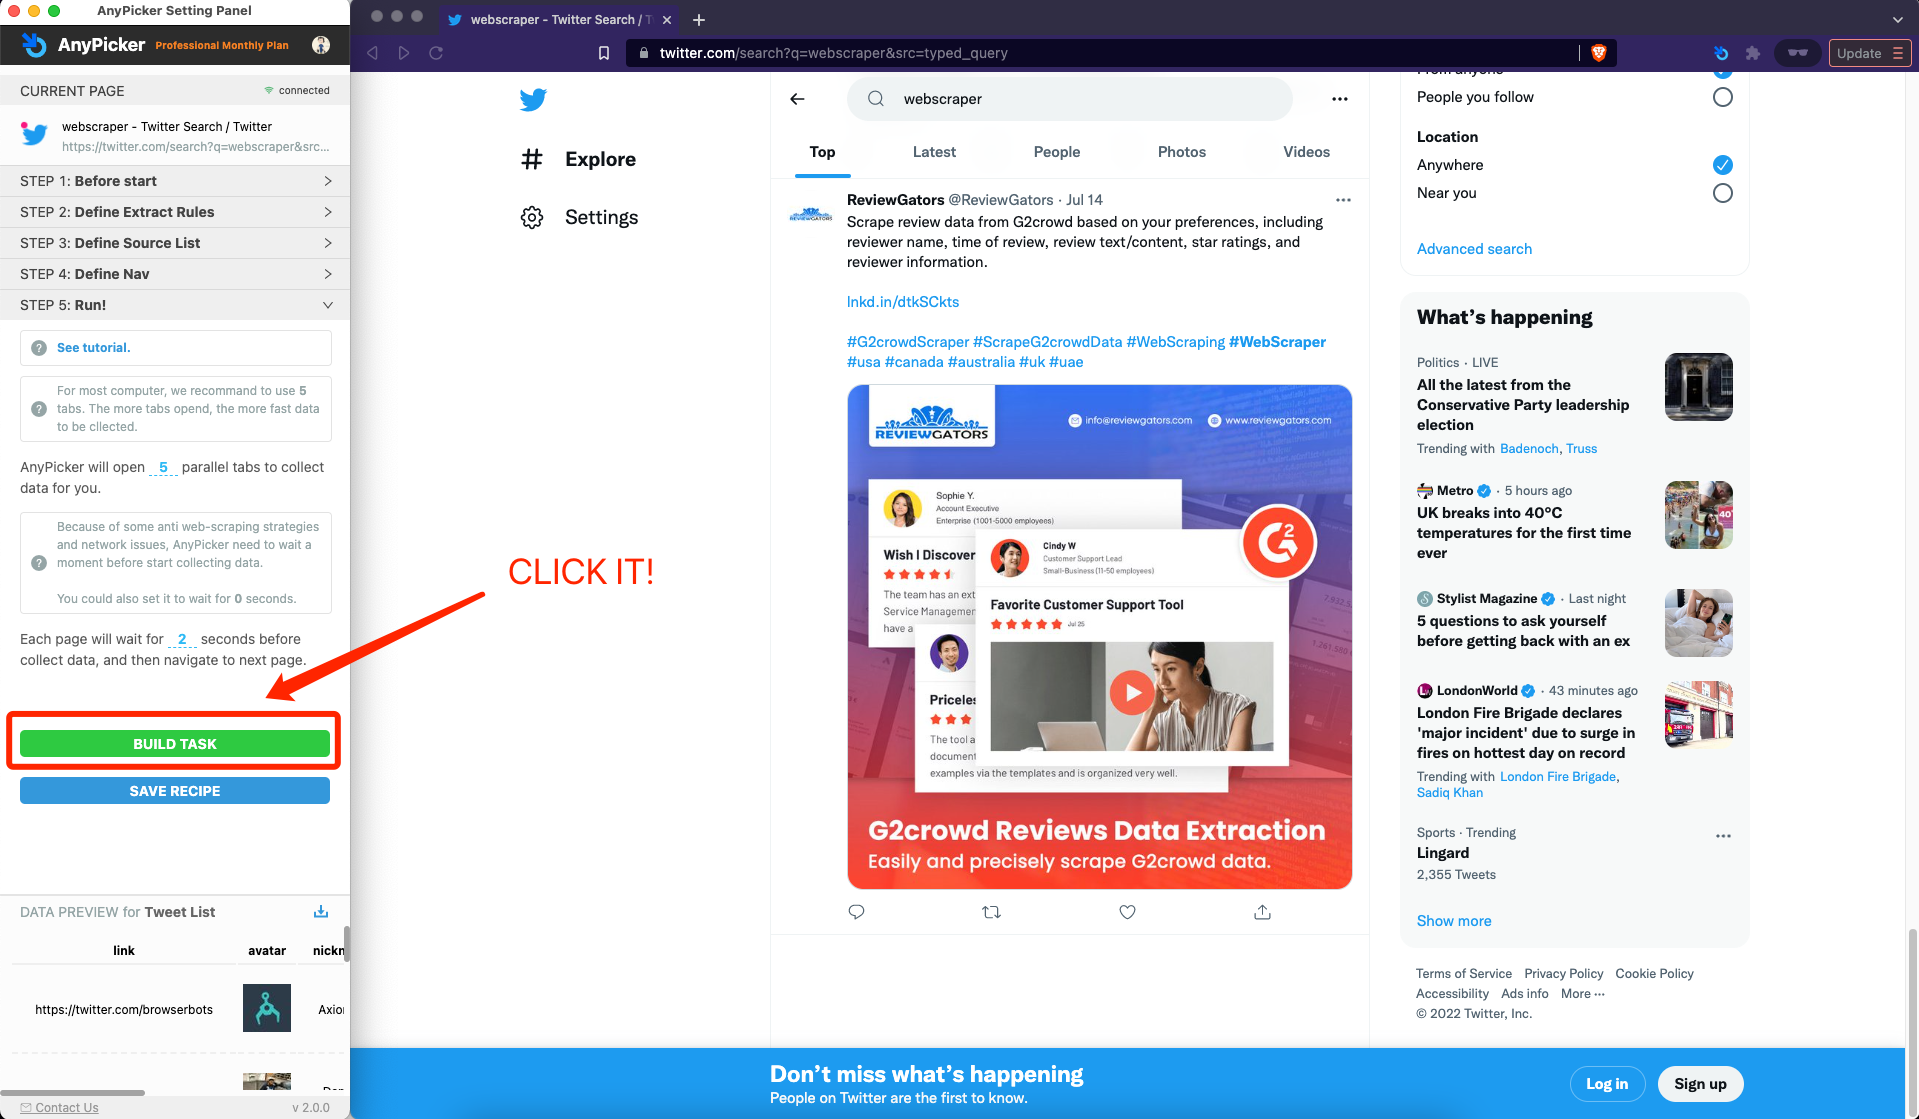 AnyPicker Setting Panel
AnyPicker Professional Monthly Plan
CURRENT PAGE
connected
webscraper - Twitter Search / Twitter
https://twitter.com/search?q=webscraper&src...
STEP 1: Before start
STEP 2: Define Extract Rules
STEP 3: Define Source List
STEP 4: Define Nav
STEP 5: Run!
See tutorial.
For most computer, we recommand to use 5
tabs. The more tabs opend, the more fast data
to be cllected.
AnyPicker will open 5 parallel tabs to collect
data for you.
Because of some anti web-scraping strategies
and network issues, AnyPicker need to wait a
moment before start collecting data.
You could also set it to wait for 0 seconds.
Each page will wait for 2 seconds before
collect data, and then navigate to next page.
BUILD TASK
SAVE RECIPE
DATA PREVIEW for Tweet List
link avatar nickn
https://twitter.com/browserbots Axio
Contact Us v 2.0.0
CLICK IT!
webscraper - Twitter Search / T
twitter.com/search?q=webscraper&src=typed_query
Update
Explore
Settings
webscraper
Top Latest People Photos Videos
ReviewGators @ReviewGators · Jul 14
Scrape review data from G2crowd based on your preferences, including
reviewer name, time of review, review text/content, star ratings, and
reviewer information.
lnkd.in/dtkSCkts
#G2crowdScraper #ScrapeG2crowdData #WebScraping #WebScraper
#usa #canada #australia #uk #uae
REVIEWGATORS
info@reviewgators.com www.reviewgators.com
Sophie Y.
Account Executive
Enterprise (1001-5000 employees)
Wish I Discover
The team has an ext
Service Managemen
have a
Cindy W
Customer Support Lead
Small-Business (11-50 employees)
G2
Favorite Customer Support Tool
Jul 25
Priceles
The tool a
document
examples via the templates and is organized very well.
G2crowd Reviews Data Extraction
Easily and precisely scrape G2crowd data.
From anyone
People you follow
Location
Anywhere
Near you
Advanced search
What's happening
Politics · LIVE
All the latest from the
Conservative Party leadership
election
Trending with Badenoch, Truss
Metro · 5 hours ago
UK breaks into 40°C
temperatures for the first time
ever
Stylist Magazine · Last night
5 questions to ask yourself
before getting back with an ex
LondonWorld · 43 minutes ago
London Fire Brigade declares
'major incident' due to surge in
fires on hottest day on record
Trending with London Fire Brigade,
Sadiq Khan
Sports · Trending
Lingard
2,355 Tweets
Show more
Terms of Service Privacy Policy Cookie Policy
Accessibility Ads info More ···
© 2022 Twitter, Inc.
Don't miss what's happening
People on Twitter are the first to know.
Log in Sign up